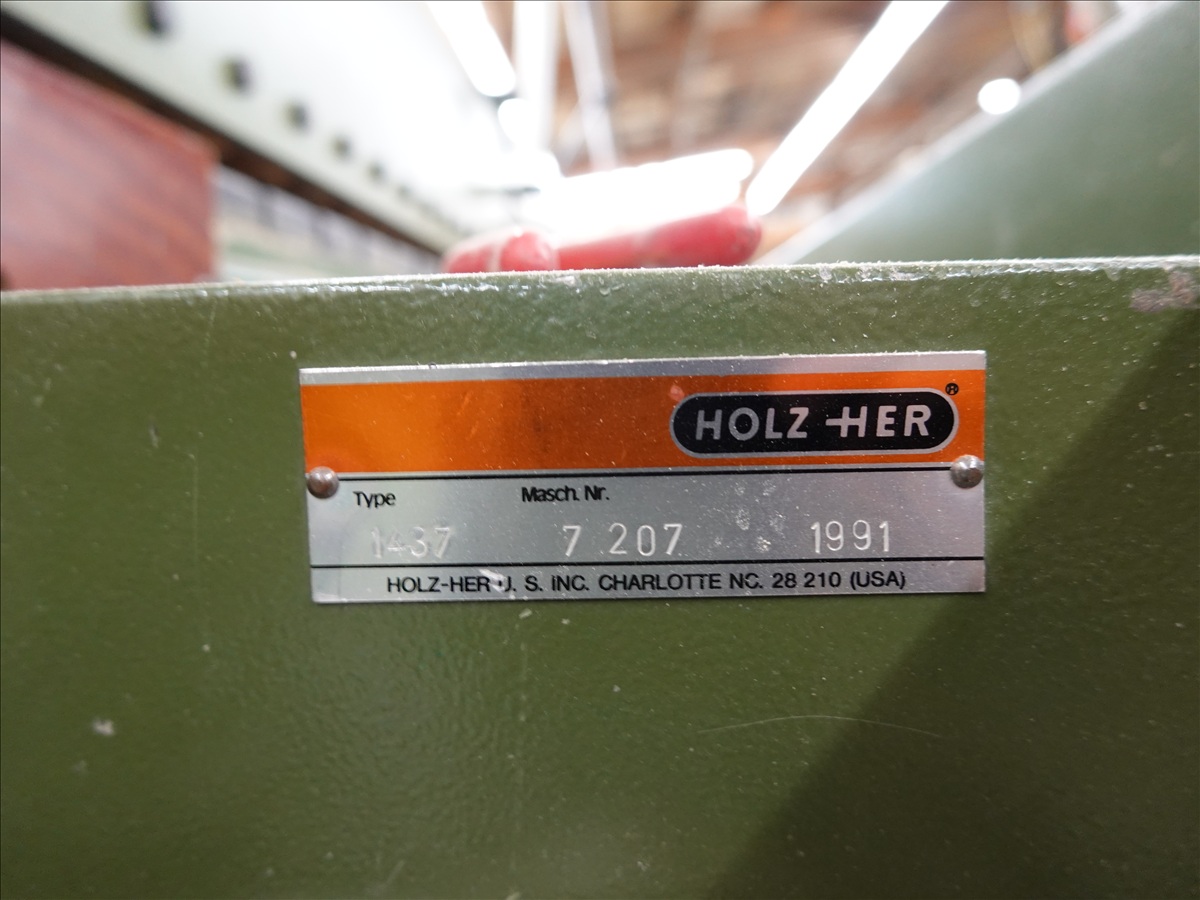 HOLZ-HER®
Type Masch. Nr.
1437 7 207 1991
HOLZ-HER U. S. INC. CHARLOTTE NC. 28 210 (USA)